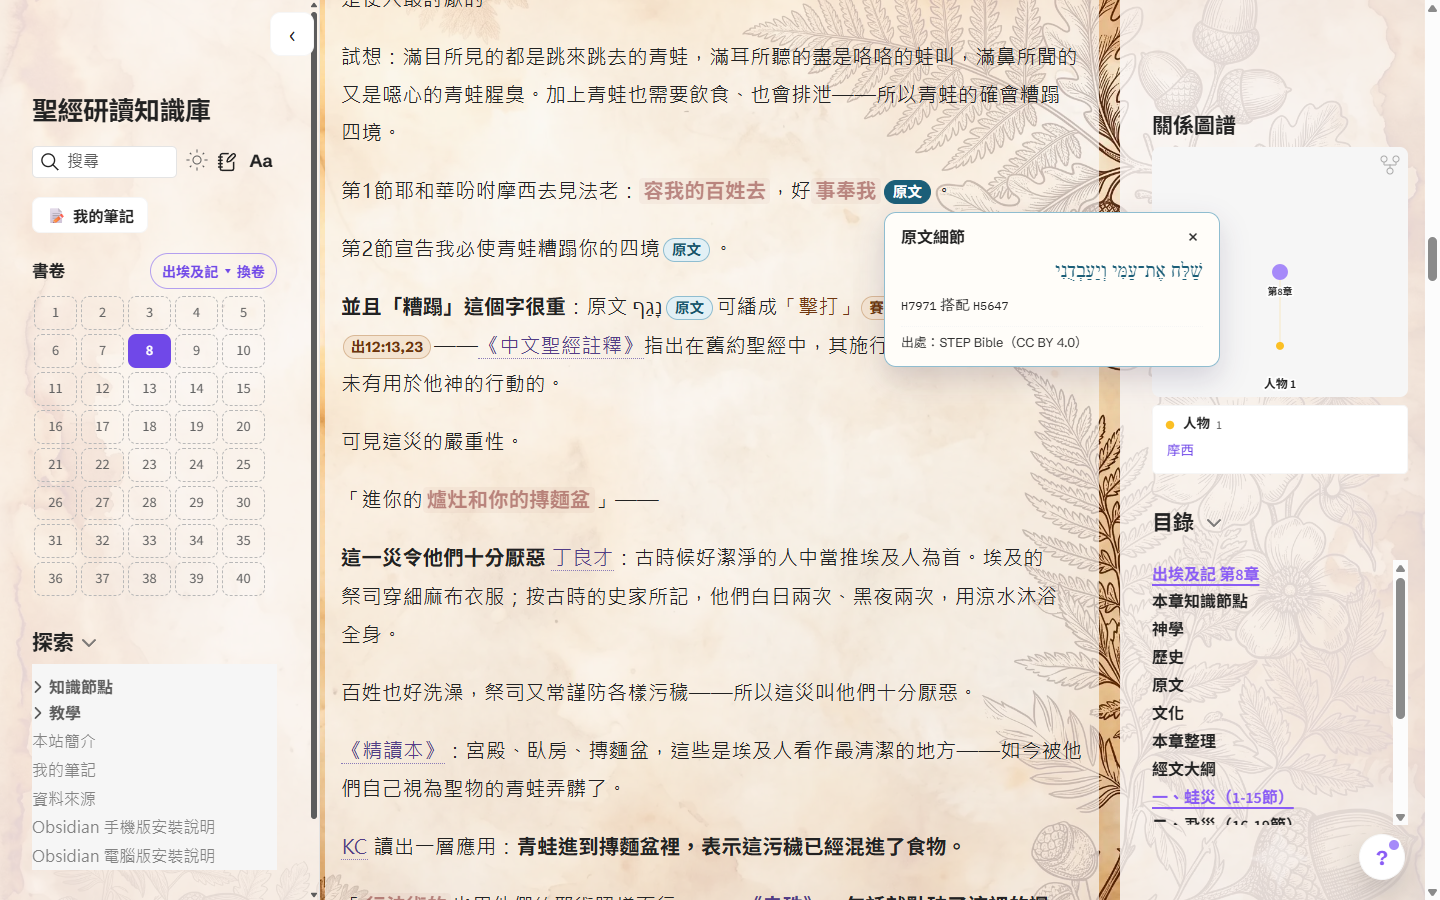 聖經研讀知識庫
搜尋
Aa
我的筆記
書卷
出埃及記 ▾ 換卷
1 2 3 4 5
6 7 8 9 10
11 12 13 14 15
16 17 18 19 20
21 22 23 24 25
26 27 28 29 30
31 32 33 34 35
36 37 38 39 40
探索
知識節點
教學
本站簡介
我的筆記
資料來源
Obsidian 手機版安裝說明
Obsidian 電腦版安裝說明
試想：滿目所見的都是跳來跳去的青蛙，滿耳所聽的盡是咯咯的蛙叫，滿鼻所聞的
又是噁心的青蛙腥臭。加上青蛙也需要飲食、也會排泄——所以青蛙的確會糟蹋
四境。
第1節耶和華吩咐摩西去見法老：容我的百姓去，好事奉我 原文。
第2節宣告我必使青蛙糟蹋你的四境 原文。
並且「糟蹋」這個字很重：原文 נָגַף 原文 可繙成「擊打」 賽
出12:13,23 ——《中文聖經註釋》指出在舊約聖經中，其施行
未有用於他神的行動的。
可見這災的嚴重性。
「進你的爐灶和你的摶麵盆」——
這一災令他們十分厭惡 丁良才：古時候好潔淨的人中當推埃及人為首。埃及的
祭司穿細麻布衣服；按古時的史家所記，他們白日兩次、黑夜兩次，用涼水沐浴
全身。
百姓也好洗澡，祭司又常謹防各樣污穢——所以這災叫他們十分厭惡。
《精讀本》：宮殿、臥房、摶麵盆，這些是埃及人看作最清潔的地方——如今被他
們自己視為聖物的青蛙弄髒了。
KC 讀出一層應用：青蛙進到摶麵盆裡，表示這污穢已經混進了食物。
原文細節
שַׁלַּח אֶת־עַמִּי וְיַעַבְדֻנִי
H7971 搭配 H5647
出處：STEP Bible（CC BY 4.0）
關係圖譜
第8章
人物 1
人物 1
摩西
目錄
出埃及記 第8章
本章知識節點
神學
歷史
原文
文化
本章整理
經文大綱
一、蛙災（1-15節）
?